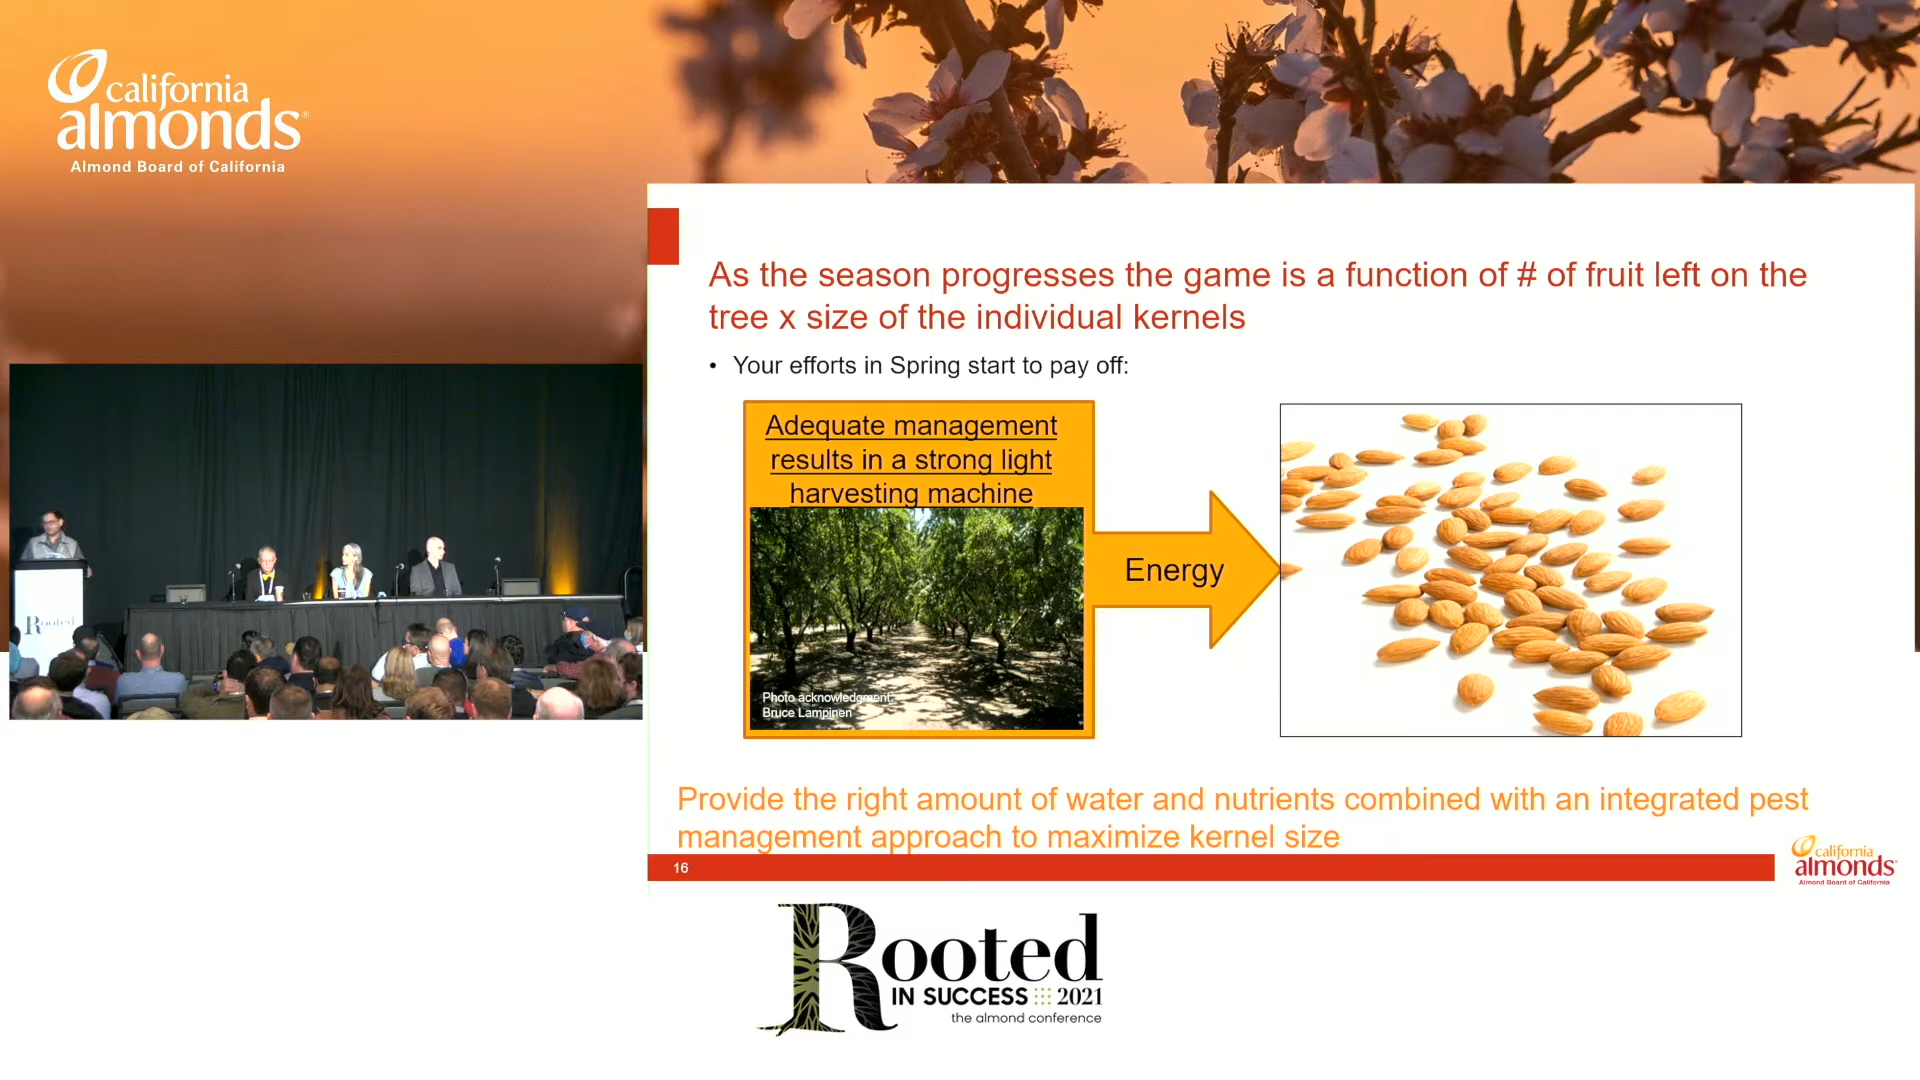 california
almonds®
Almond Board of California
As the season progresses the game is a function of # of fruit left on the
tree x size of the individual kernels
• Your efforts in Spring start to pay off:
Adequate management
results in a strong light
harvesting machine
Photo acknowledgment:
Bruce Lampinen
Energy
Provide the right amount of water and nutrients combined with an integrated pest
management approach to maximize kernel size
16
california
almonds®
Almond Board of California
Rooted
Rooted
IN SUCCESS 2021
the almond conference